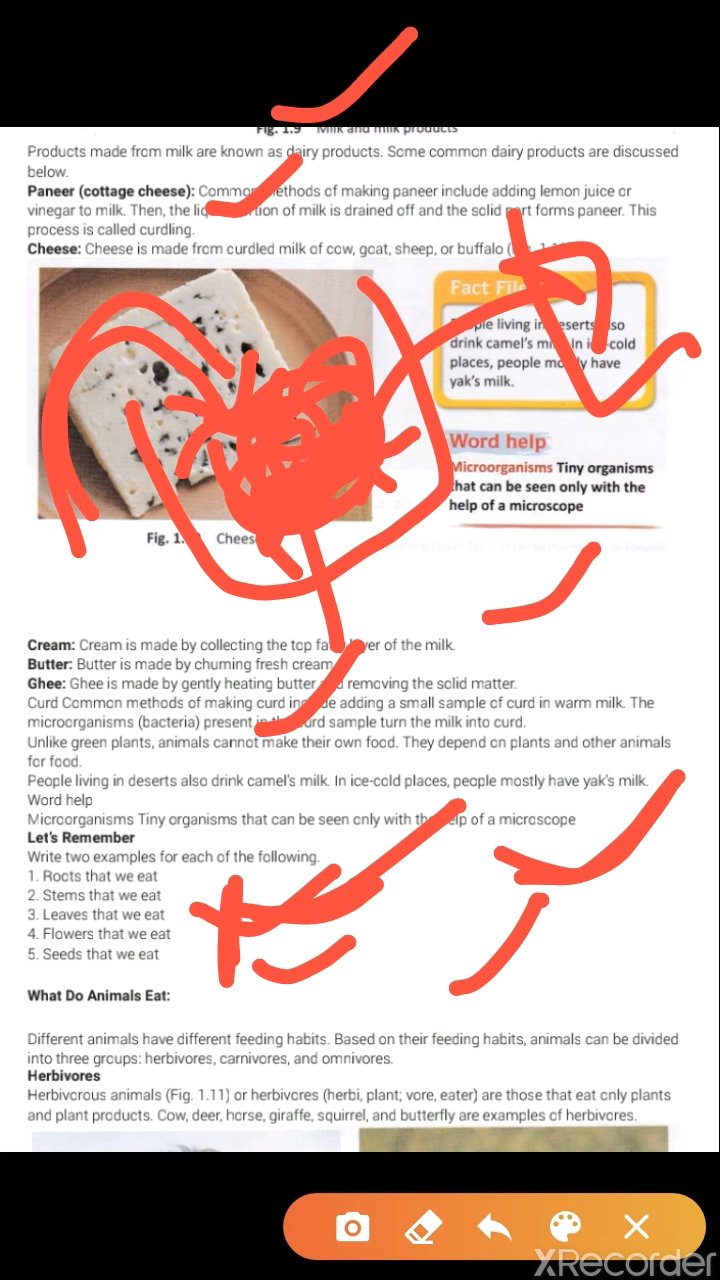 Fig. 1.9 Milk and milk products
Products made from milk are known as dairy products. Some common dairy products are discussed
below.
Paneer (cottage cheese): Common methods of making paneer include adding lemon juice or
vinegar to milk. Then, the liquid portion of milk is drained off and the solid part forms paneer. This
process is called curdling.
Cheese: Cheese is made from curdled milk of cow, goat, sheep, or buffalo
Fact File
People living in deserts also
drink camel's milk. In ice-cold
places, people mostly have
yak's milk.
Word help
Microorganisms Tiny organisms
that can be seen only with the
help of a microscope
Fig. Cheese
Cream: Cream is made by collecting the top fatty layer of the milk.
Butter: Butter is made by churning fresh cream
Ghee: Ghee is made by gently heating butter and removing the solid matter.
Curd Common methods of making curd include adding a small sample of curd in warm milk. The
microorganisms (bacteria) present in the curd sample turn the milk into curd.
Unlike green plants, animals cannot make their own food. They depend on plants and other animals
for food.
People living in deserts also drink camel's milk. In ice-cold places, people mostly have yak's milk.
Word help
Microorganisms Tiny organisms that can be seen only with the help of a microscope
Let's Remember
Write two examples for each of the following.
1. Roots that we eat
2. Stems that we eat
3. Leaves that we eat
4. Flowers that we eat
5. Seeds that we eat
What Do Animals Eat:
Different animals have different feeding habits. Based on their feeding habits, animals can be divided
into three groups: herbivores, carnivores, and omnivores.
Herbivores
Herbivorous animals (Fig. 1.11) or herbivores (herbi, plant; vore, eater) are those that eat only plants
and plant products. Cow, deer, horse, giraffe, squirrel, and butterfly are examples of herbivores.
XRecorder